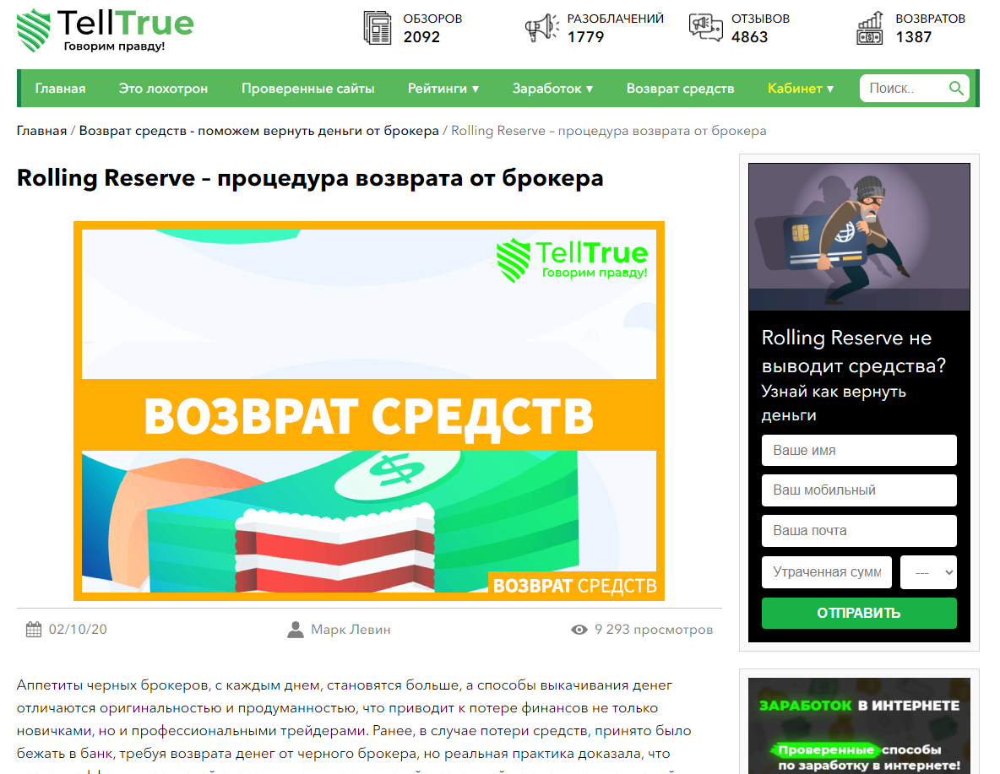 TellTrue
Говорим правду!
ОБЗОРОВ
2092
РАЗОБЛАЧЕНИЙ
1779
ОТЗЫВОВ
4863
ВОЗВРАТОВ
1387
Главная Это лохотрон Проверенные сайты Рейтинги ▾ Заработок ▾ Возврат средств Кабинет ▾ Поиск..
Главная / Возврат средств - поможем вернуть деньги от брокера / Rolling Reserve – процедура возврата от брокера
Rolling Reserve – процедура возврата от брокера
TellTrue
Говорим правду!
ВОЗВРАТ СРЕДСТВ
$
ВОЗВРАТ СРЕДСТВ
02/10/20 Марк Левин 9 293 просмотров
Аппетиты черных брокеров, с каждым днем, становятся больше, а способы выкачивания денег
отличаются оригинальностью и продуманностью, что приводит к потере финансов не только
новичками, но и профессиональными трейдерами. Ранее, в случае потери средств, принято было
бежать в банк, требуя возврата денег от черного брокера, но реальная практика доказала, что
Rolling Reserve не
выводит средства?
Узнай как вернуть
деньги
Ваше имя
Ваш мобильный
Ваша почта
Утраченная сумм ---
ОТПРАВИТЬ
ЗАРАБОТОК В ИНТЕРНЕТЕ
Проверенные способы
по заработку в интернете!